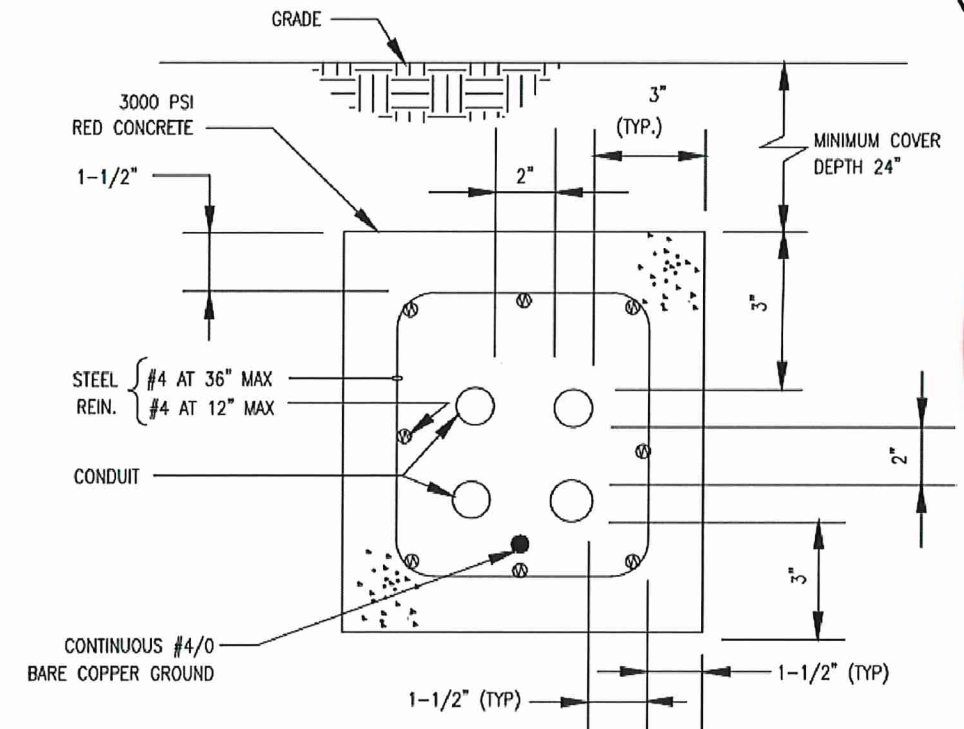 GRADE
3000 PSI
RED CONCRETE
1-1/2"
3"
(TYP.)
2"
MINIMUM COVER
DEPTH 24"
3"
STEEL
REIN.
#4 AT 36" MAX
#4 AT 12" MAX
CONDUIT
2"
3"
CONTINUOUS #4/0
BARE COPPER GROUND
1-1/2" (TYP)
1-1/2" (TYP)